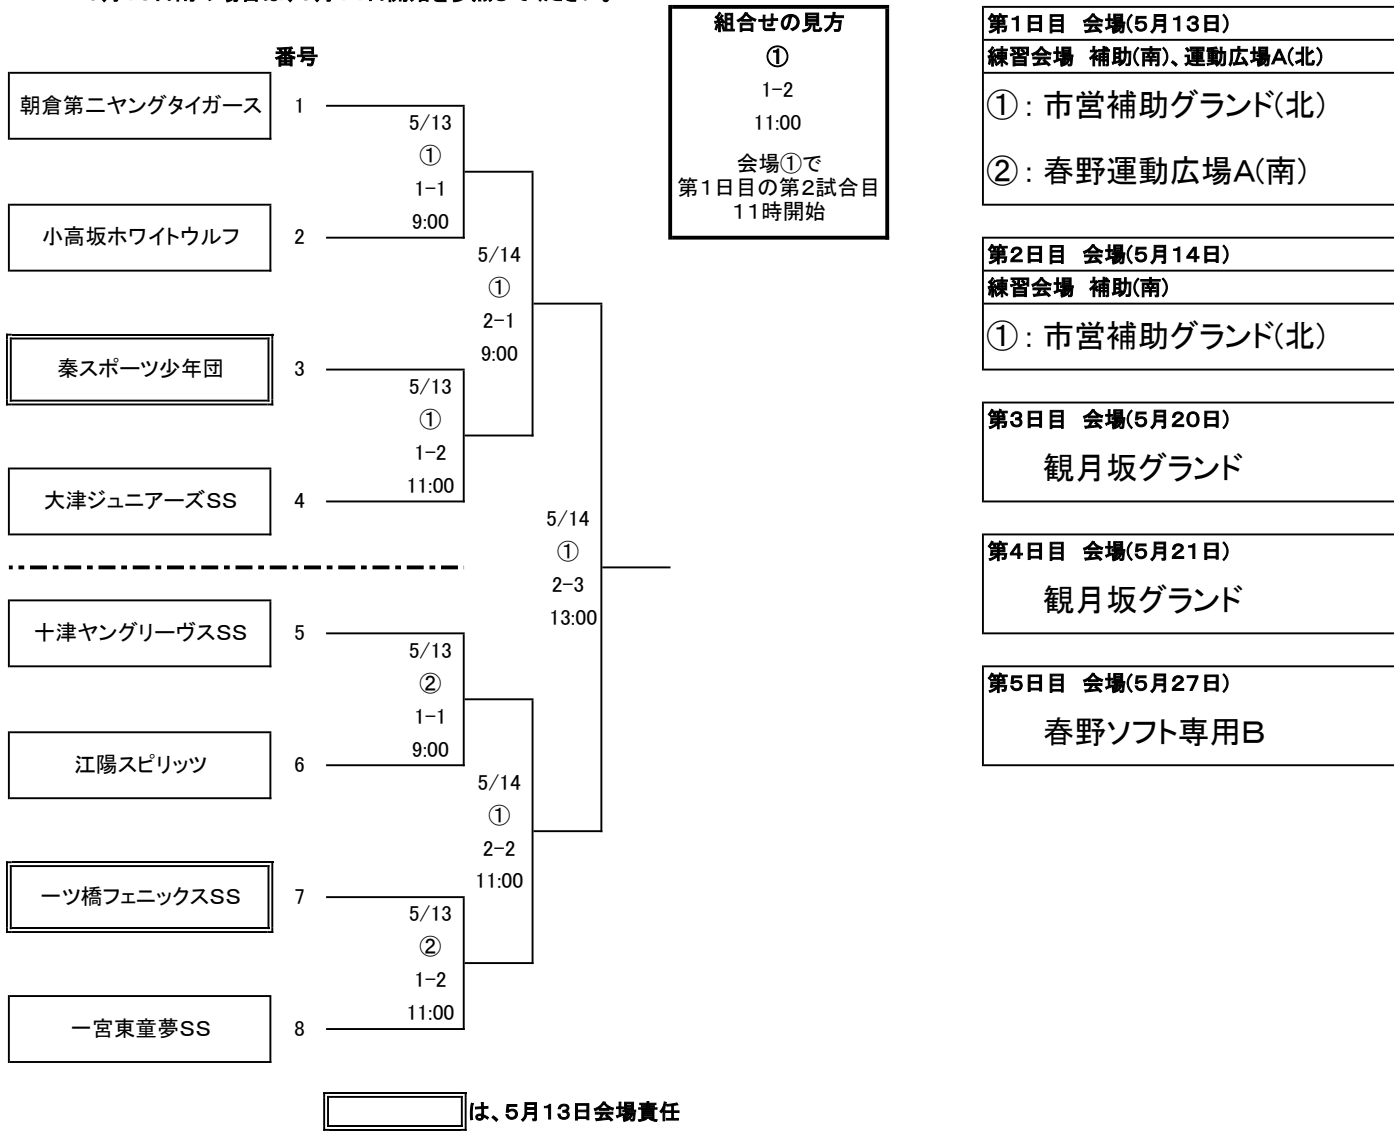 番号
朝倉第二ヤングタイガース 1
5/13
①
1-1
9:00
小高坂ホワイトウルフ 2
5/14
①
2-1
9:00
秦スポーツ少年団 3
5/13
①
1-2
11:00
大津ジュニアーズSS 4
5/14
①
2-3
13:00
十津ヤングリーヴスSS 5
5/13
②
1-1
9:00
江陽スピリッツ 6
5/14
①
2-2
11:00
一ツ橋フェニックスSS 7
5/13
②
1-2
11:00
一宮東童夢SS 8
は、5月13日会場責任
組合せの見方
①
1-2
11:00
会場①で
第1日目の第2試合目
11時開始
第1日目 会場(5月13日)
練習会場 補助(南)、運動広場A(北)
①：市営補助グランド(北)
②：春野運動広場A(南)
第2日目 会場(5月14日)
練習会場 補助(南)
①：市営補助グランド(北)
第3日目 会場(5月20日)
観月坂グランド
第4日目 会場(5月21日)
観月坂グランド
第5日目 会場(5月27日)
春野ソフト専用B